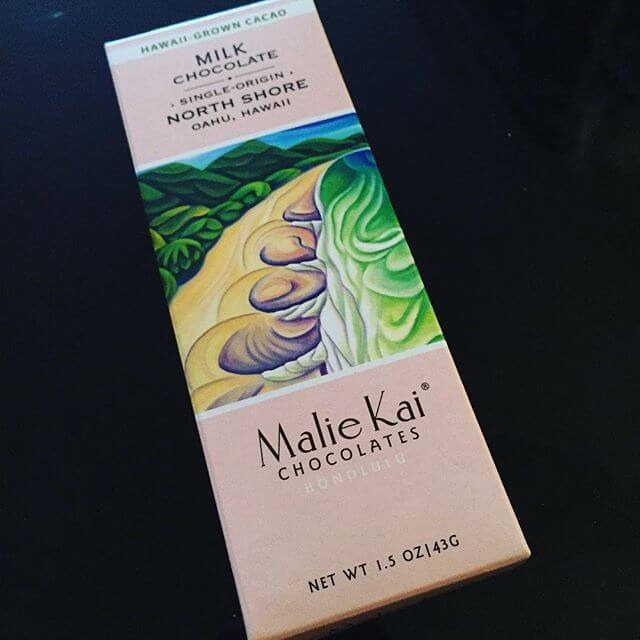 HAWAII-GROWN CACAO
MILK
CHOCOLATE
· SINGLE-ORIGIN ·
NORTH SHORE
OAHU, HAWAII
Malie Kai®
CHOCOLATES
HONOLULU
NET WT 1.5 OZ|43G